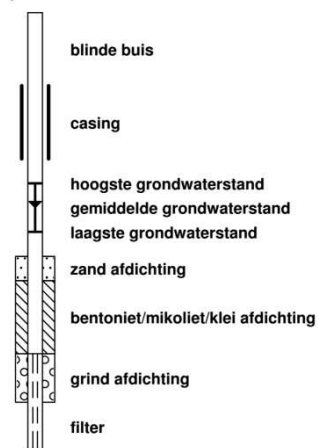 blinde buis
casing
hoogste grondwaterstand
gemiddelde grondwaterstand
laagste grondwaterstand
zand afdichting
bentoniet/mikoliet/klei afdichting
grind afdichting
filter